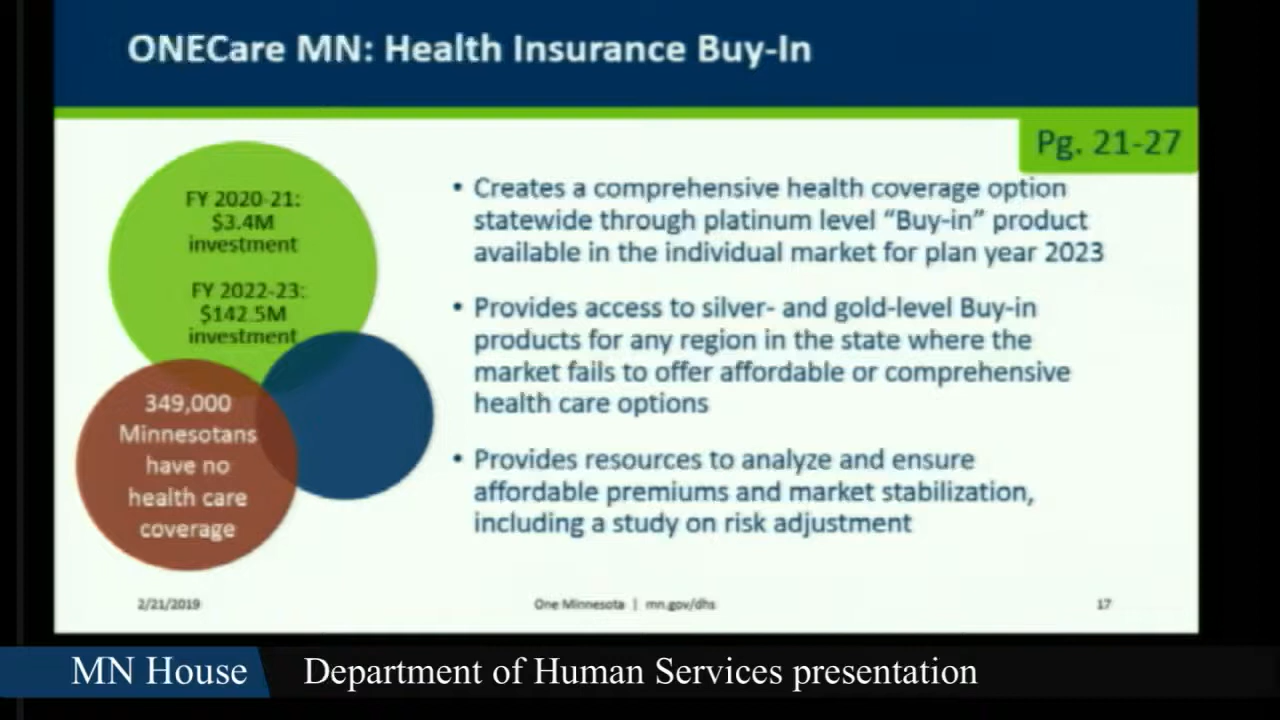 ONECare MN: Health Insurance Buy-In
Pg. 21-27
FY 2020-21:
$3.4M
investment
FY 2022-23:
$142.5M
investment
349,000
Minnesotans
have no
health care
coverage
• Creates a comprehensive health coverage option
statewide through platinum level “Buy-in” product
available in the individual market for plan year 2023
• Provides access to silver- and gold-level Buy-in
products for any region in the state where the
market fails to offer affordable or comprehensive
health care options
• Provides resources to analyze and ensure
affordable premiums and market stabilization,
including a study on risk adjustment
2/21/2019
One Minnesota | mn.gov/dhs
17
MN House
Department of Human Services presentation